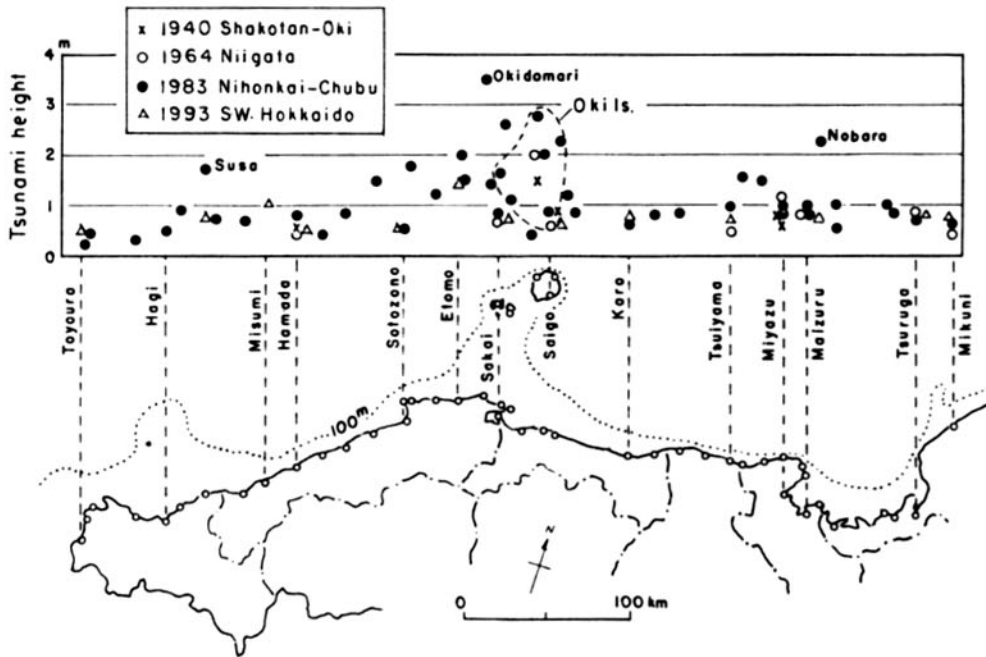 4 m
3
2
1
0
Tsunami height
x 1940 Shakotan-Oki
○ 1964 Niigata
● 1983 Nihonkai-Chubu
△ 1993 SW. Hokkaido
Okidomari
Oki Is.
Nobara
Susa
Toyoura
Hagi
Misumi
Hamada
Satazano
Etomo
Sakai
Saigo
Karo
Tsuiyama
Miyazu
Maizuru
Tsuruga
Mikuni
100m
N
0 100 km